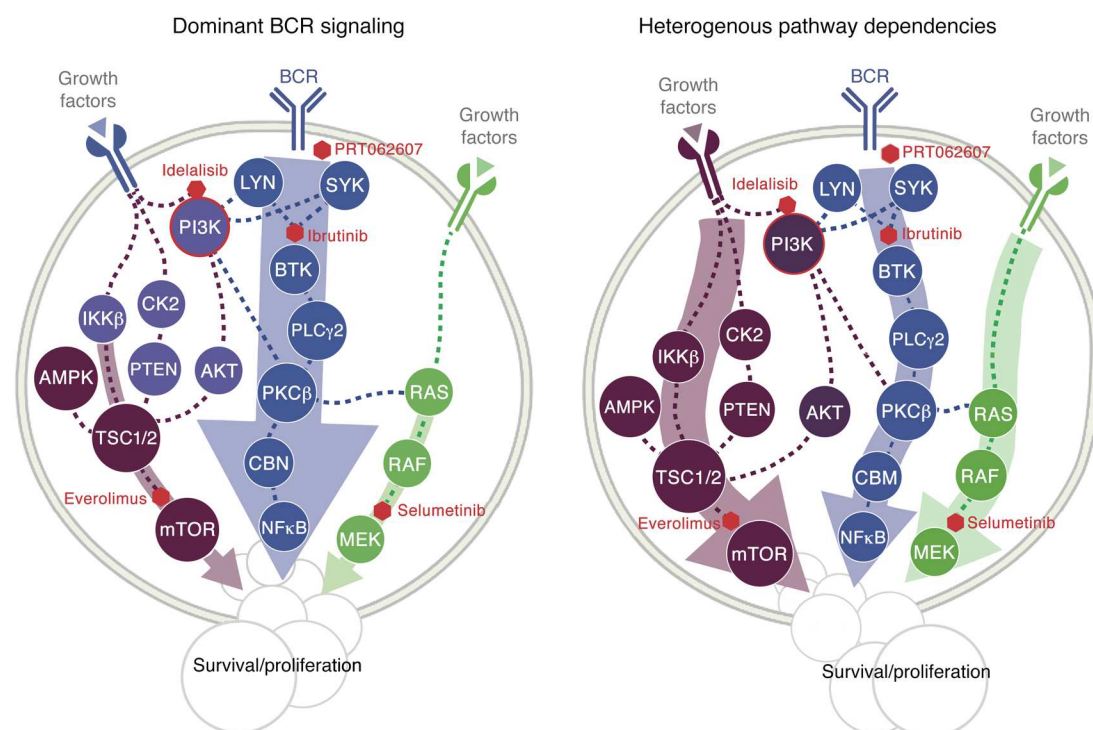 Dominant BCR signaling
Growth
factors
BCR
Growth
factors
PRT062607
Idelalisib
LYN
SYK
PI3K
Ibrutinib
BTK
IKKβ
CK2
PLCγ2
AMPK
PTEN
AKT
PKCβ
RAS
TSC1/2
CBN
RAF
Everolimus
Selumetinib
mTOR
NFκB
MEK
Survival/proliferation
Heterogenous pathway dependencies
Growth
factors
BCR
Growth
factors
PRT062607
Idelalisib
LYN
SYK
PI3K
Ibrutinib
BTK
IKKβ
CK2
PLCγ2
AMPK
PTEN
AKT
PKCβ
RAS
TSC1/2
CBM
RAF
Everolimus
Selumetinib
mTOR
NFκB
MEK
Survival/proliferation